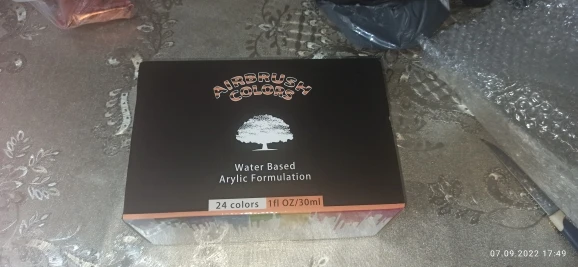 AIRBRUSH
COLORS
Water Based
Arylic Formulation
24 colors 1fl OZ/30ml
07.09.2022 17:49